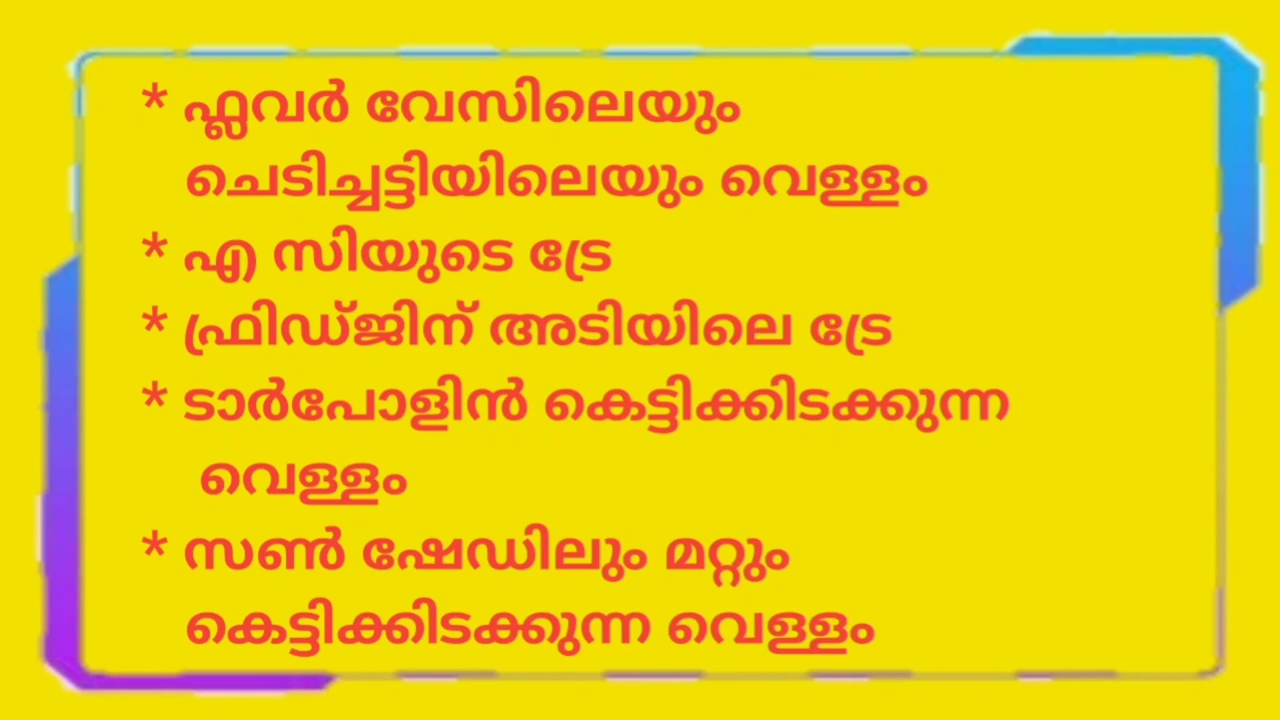 * ഫ്ലവർ വേസിലെയും
ചെടിച്ചട്ടിയിലെയും വെള്ളം
* എ സിയുടെ ട്രേ
* ഫ്രിഡ്ജിന് അടിയിലെ ട്രേ
* ടാർപോളിൻ കെട്ടിക്കിടക്കുന്ന
വെള്ളം
* സൺ ഷേഡിലും മറ്റും
കെട്ടിക്കിടക്കുന്ന വെള്ളം